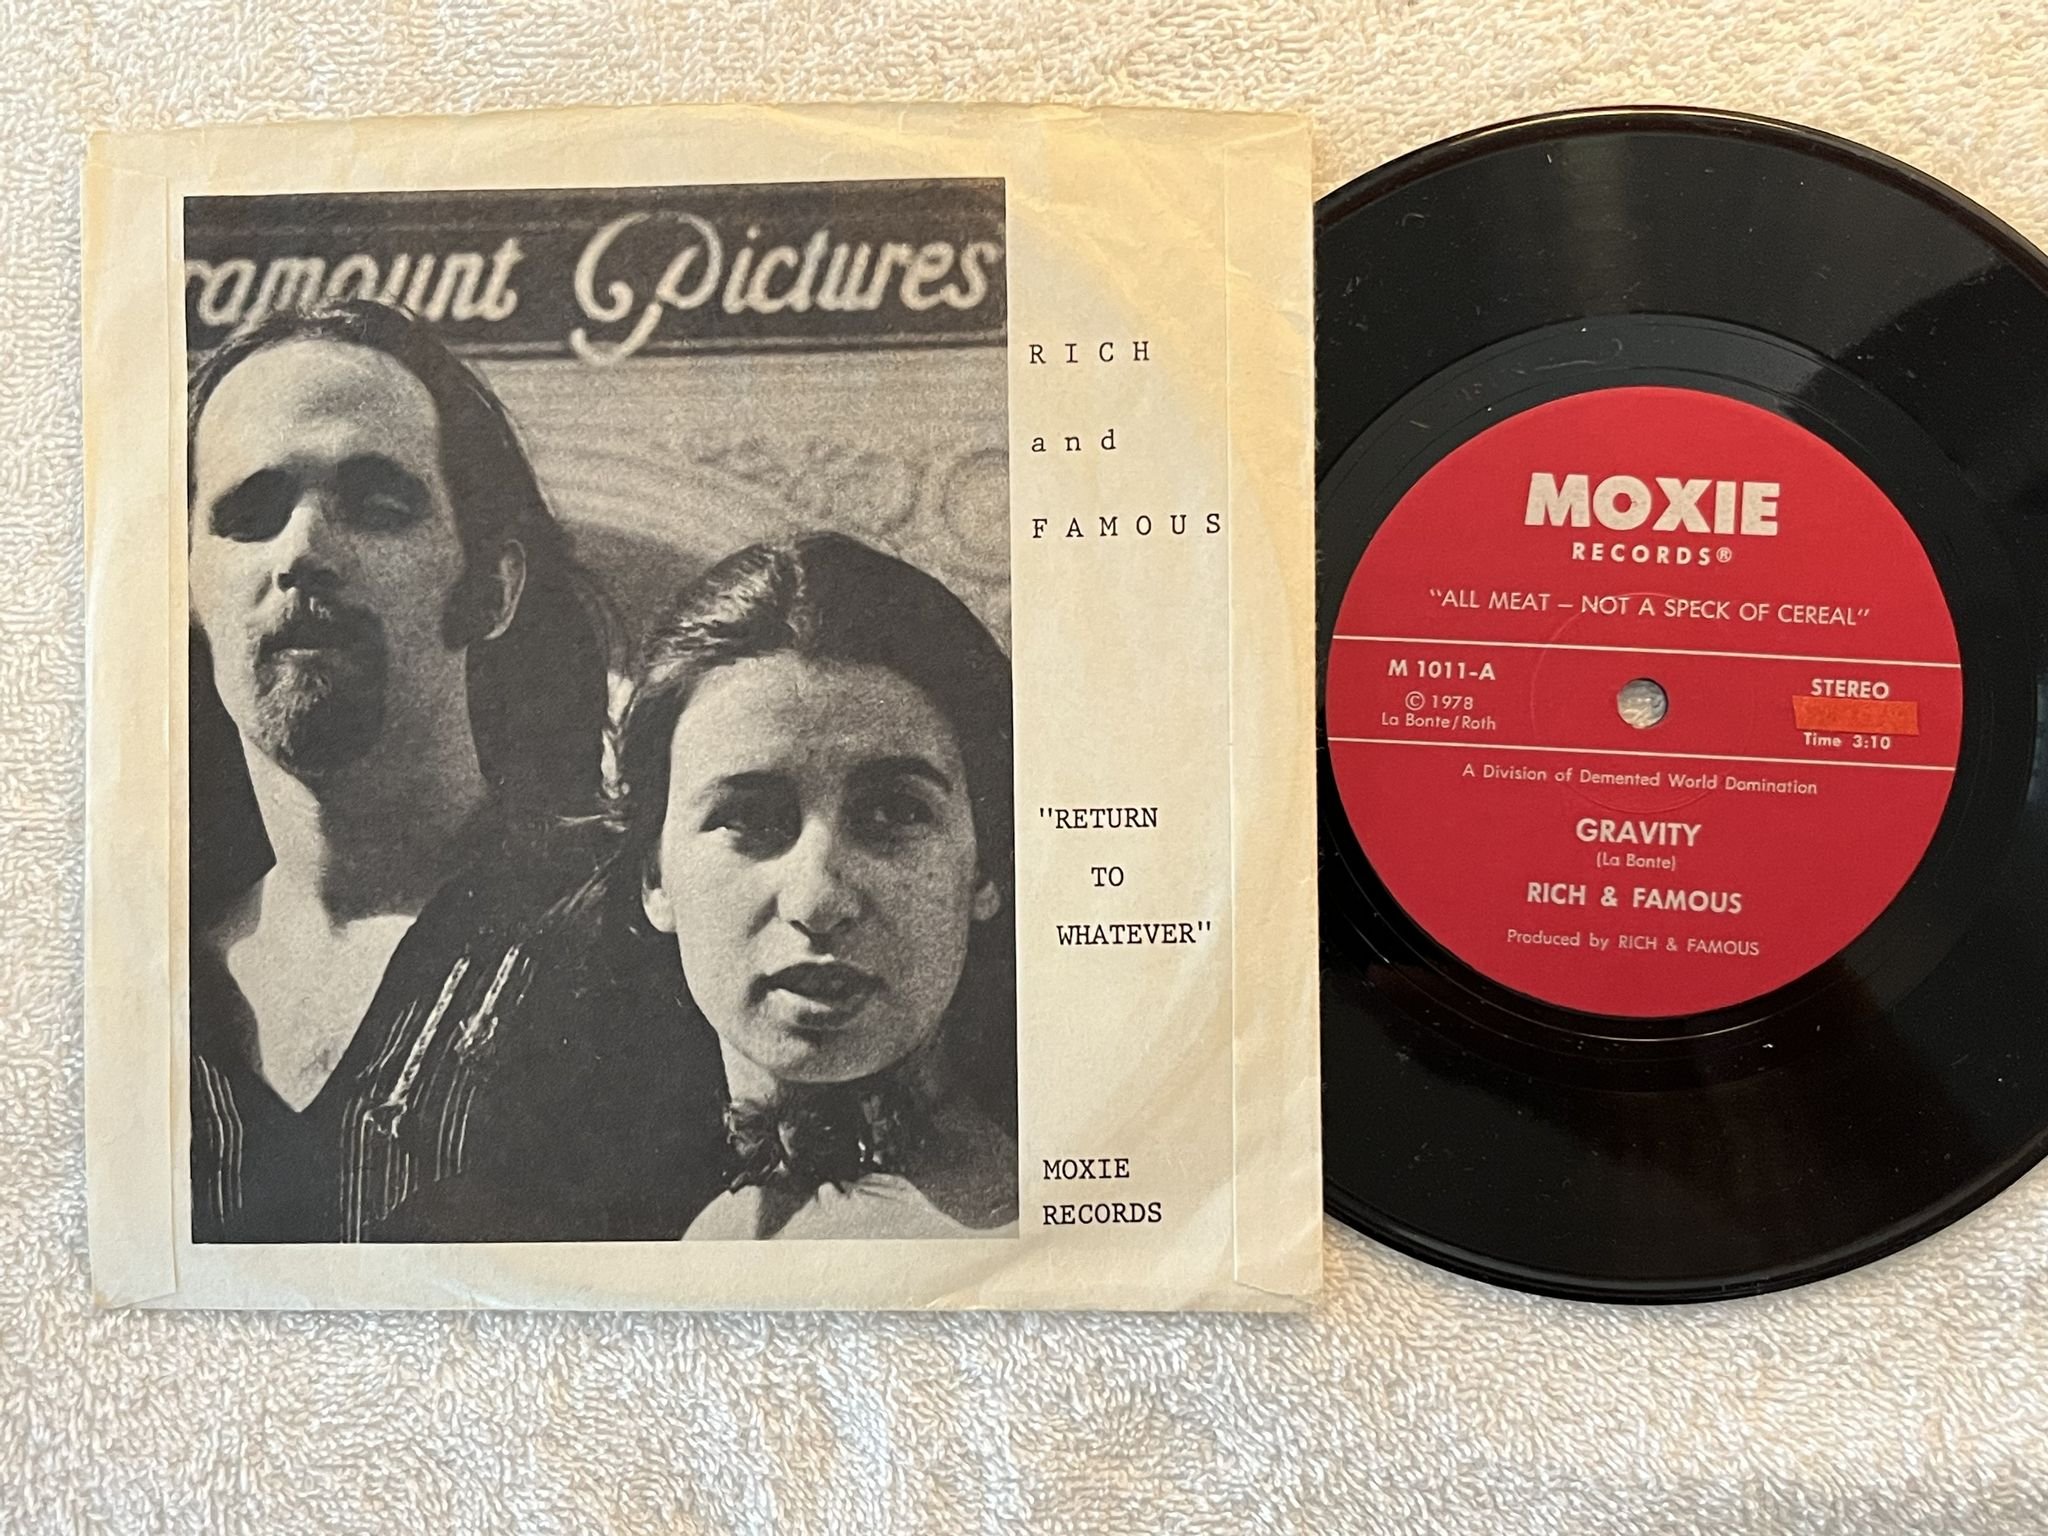 ramount Pictures
RICH
and
FAMOUS
"RETURN
TO
WHATEVER"
MOXIE
RECORDS
MOXIE
RECORDS®
"ALL MEAT – NOT A SPECK OF CEREAL"
M 1011-A
© 1978
La Bonte/Roth
STEREO
Time 3:10
A Division of Demented World Domination
GRAVITY
(La Bonte)
RICH & FAMOUS
Produced by RICH & FAMOUS